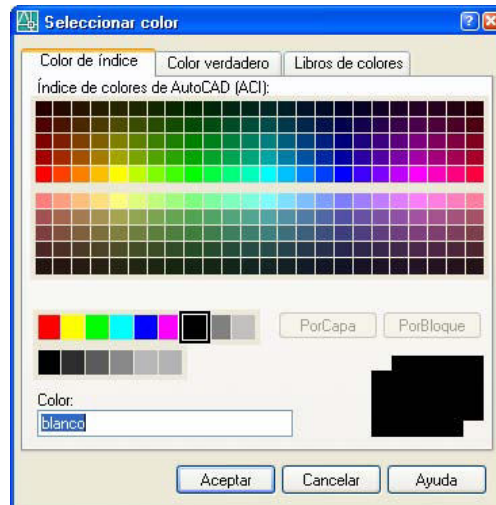 Seleccionar color
Color de índice
Color verdadero
Libros de colores
Índice de colores de AutoCAD (ACI):
PorCapa
PorBloque
Color:
blanco
Aceptar
Cancelar
Ayuda